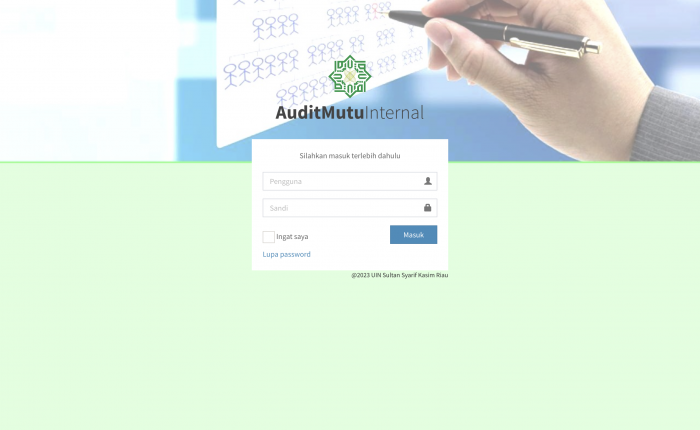 AuditMutuInternal
Silahkan masuk terlebih dahulu
Pengguna
Sandi
Ingat saya
Masuk
Lupa password
@2023 UIN Sultan Syarif Kasim Riau